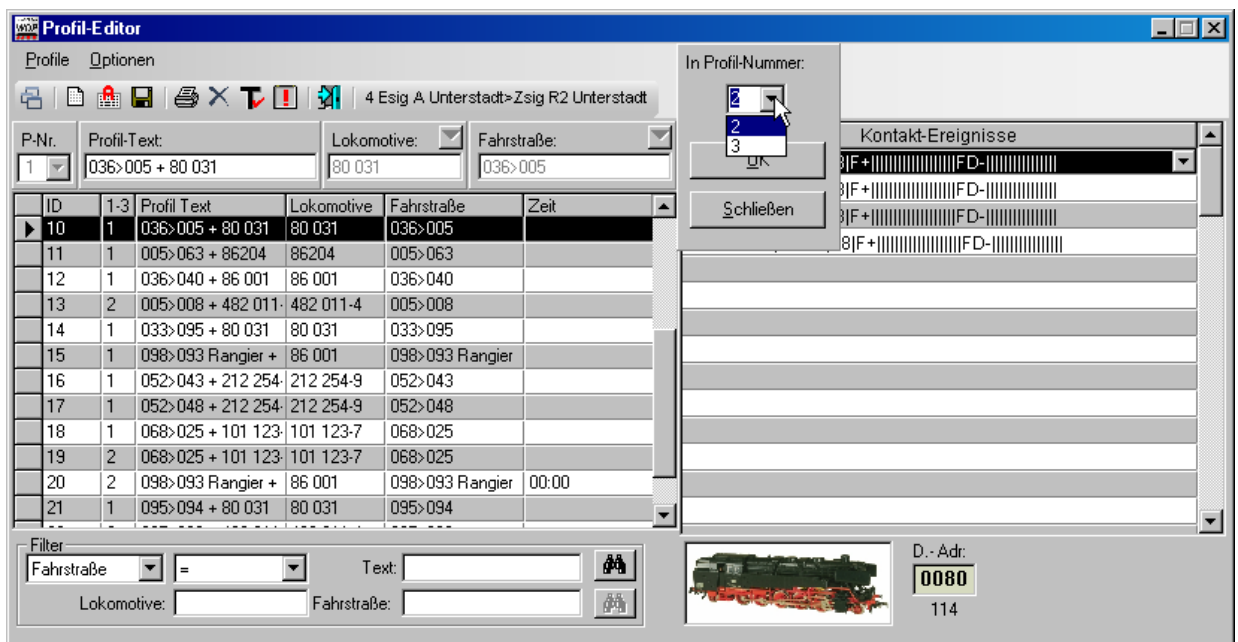 Profil-Editor
Profile Optionen
In Profil-Nummer:
2
2
3
OK
Schließen
4 Esig A Unterstadt>Zsig R2 Unterstadt
P-Nr. Profil-Text: Lokomotive: Fahrstraße:
1 036>005 + 80 031 80 031 036>005
Kontakt-Ereignisse
8|F+||||||||||||||||||FD-|||||||||||||||
8|F+||||||||||||||||||FD-|||||||||||||||
8|F+||||||||||||||||||FD-|||||||||||||||
8|F+||||||||||||||||||FD-|||||||||||||||
ID 1-3 Profil Text Lokomotive Fahrstraße Zeit
10 1 036>005 + 80 031 80 031 036>005
11 1 005>063 + 86204 86204 005>063
12 1 036>040 + 86 001 86 001 036>040
13 2 005>008 + 482 011- 482 011-4 005>008
14 1 033>095 + 80 031 80 031 033>095
15 1 098>093 Rangier + 86 001 098>093 Rangier
16 1 052>043 + 212 254- 212 254-9 052>043
17 1 052>048 + 212 254- 212 254-9 052>048
18 1 068>025 + 101 123- 101 123-7 068>025
19 2 068>025 + 101 123- 101 123-7 068>025
20 2 098>093 Rangier + 86 001 098>093 Rangier 00:00
21 1 095>094 + 80 031 80 031 095>094
Filter
Fahrstraße = Text:
Lokomotive: Fahrstraße:
D.- Adr:
0080
114